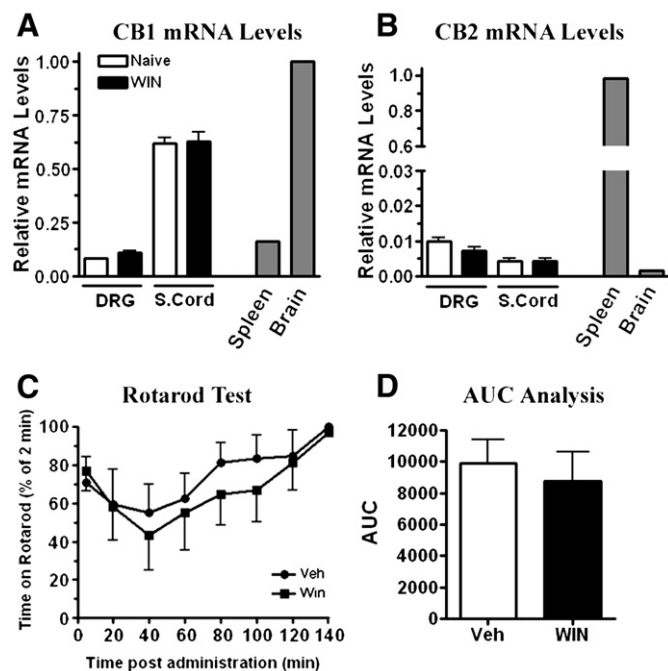 A
CB1 mRNA Levels
Relative mRNA Levels
1.00
0.75
0.50
0.25
0.00
Naive
WIN
DRG
S.Cord
Spleen
Brain
B
CB2 mRNA Levels
Relative mRNA Levels
1.0
0.8
0.6
0.03
0.02
0.01
0.00
DRG
S.Cord
Spleen
Brain
C
Rotarod Test
Time on Rotarod (% of 2 min)
100
80
60
40
20
0
Veh
Win
0 20 40 60 80 100 120 140
Time post administration (min)
D
AUC Analysis
AUC
12000
10000
8000
6000
4000
2000
0
Veh
WIN